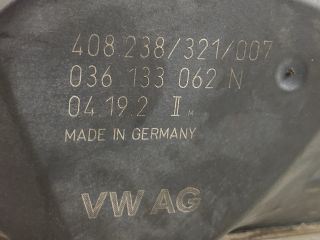 408.238/321/007
036 133 062 N
04.19.2 II M
MADE IN GERMANY
VW AG